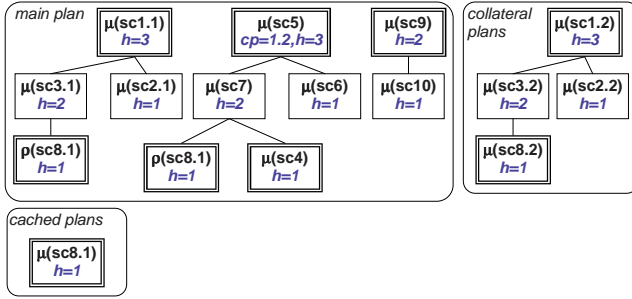 main plan
μ(sc1.1)
h=3
μ(sc5)
cp=1.2,h=3
μ(sc9)
h=2
μ(sc3.1)
h=2
μ(sc2.1)
h=1
μ(sc7)
h=2
μ(sc6)
h=1
μ(sc10)
h=1
ρ(sc8.1)
h=1
ρ(sc8.1)
h=1
μ(sc4)
h=1
collateral
plans
μ(sc1.2)
h=3
μ(sc3.2)
h=2
μ(sc2.2)
h=1
μ(sc8.2)
h=1
cached plans
μ(sc8.1)
h=1